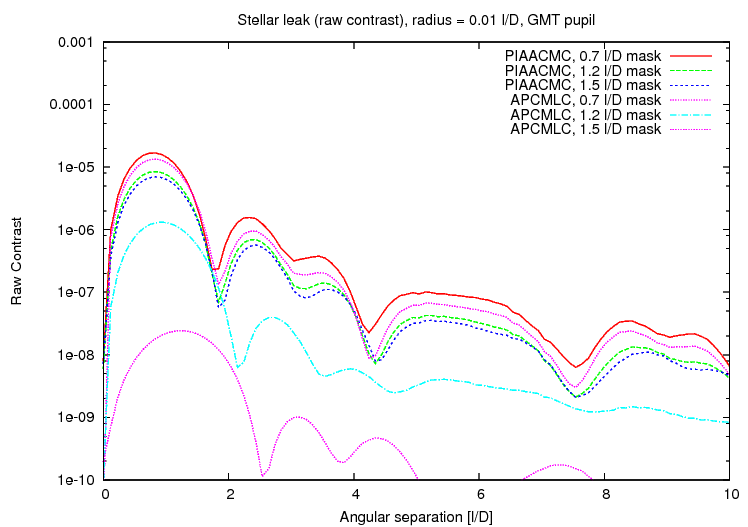 Stellar leak (raw contrast), radius = 0.01 l/D, GMT pupil
0.001
0.0001
1e-05
1e-06
1e-07
1e-08
1e-09
1e-10
Raw Contrast
PIAACMC, 0.7 l/D mask
PIAACMC, 1.2 l/D mask
PIAACMC, 1.5 l/D mask
APCMLC, 0.7 l/D mask
APCMLC, 1.2 l/D mask
APCMLC, 1.5 l/D mask
0 2 4 6 8 10
Angular separation [l/D]